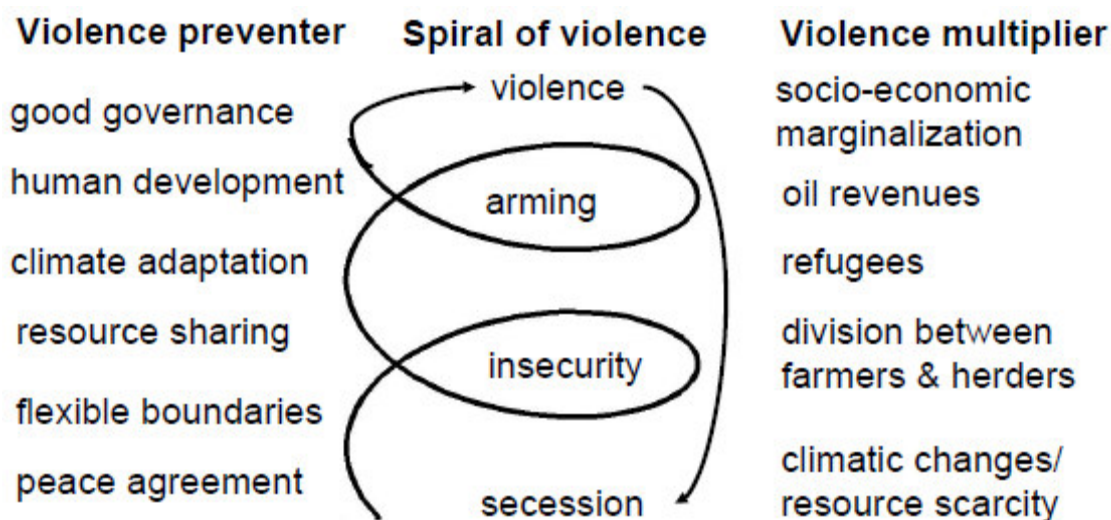 Violence preventer
good governance
human development
climate adaptation
resource sharing
flexible boundaries
peace agreement
Spiral of violence
violence
arming
insecurity
secession
Violence multiplier
socio-economic
marginalization
oil revenues
refugees
division between
farmers & herders
climatic changes/
resource scarcity